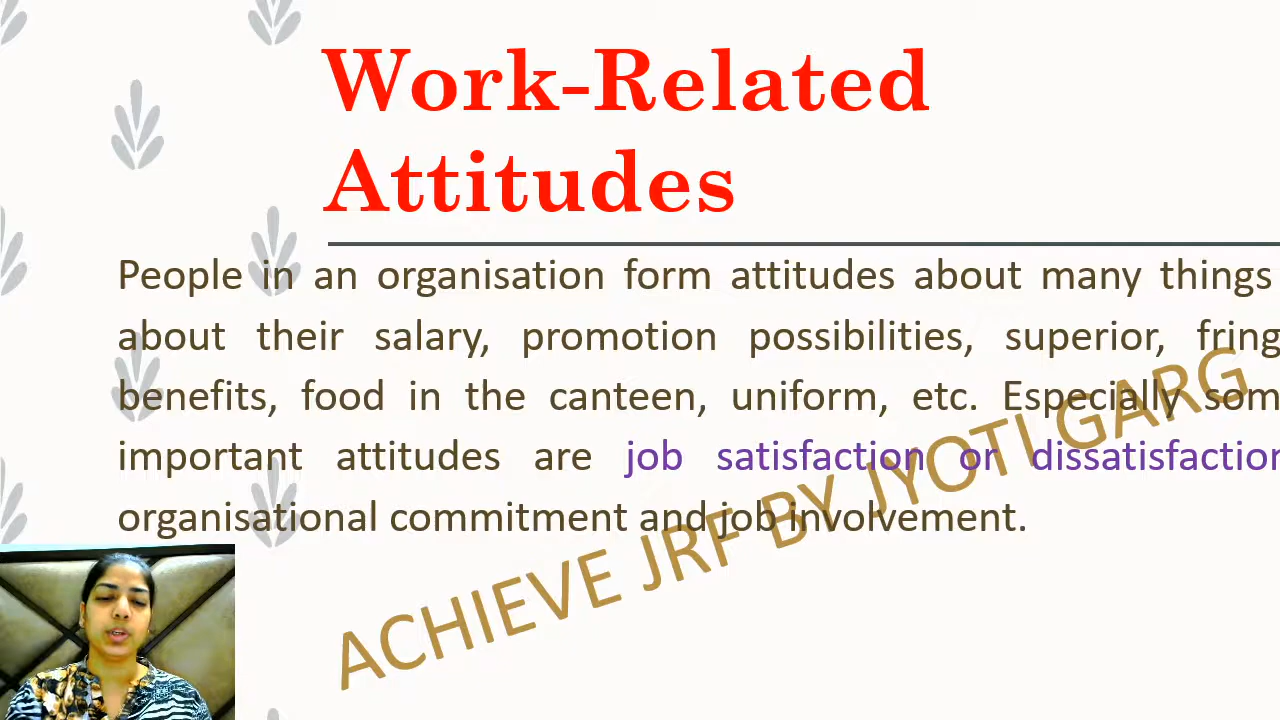 Work-Related
Attitudes
People in an organisation form attitudes about many things
about their salary, promotion possibilities, superior, fring
benefits, food in the canteen, uniform, etc. Especially som
important attitudes are job satisfaction or dissatisfaction
organisational commitment and job involvement.
ACHIEVE JRF BY JYOTI GARG